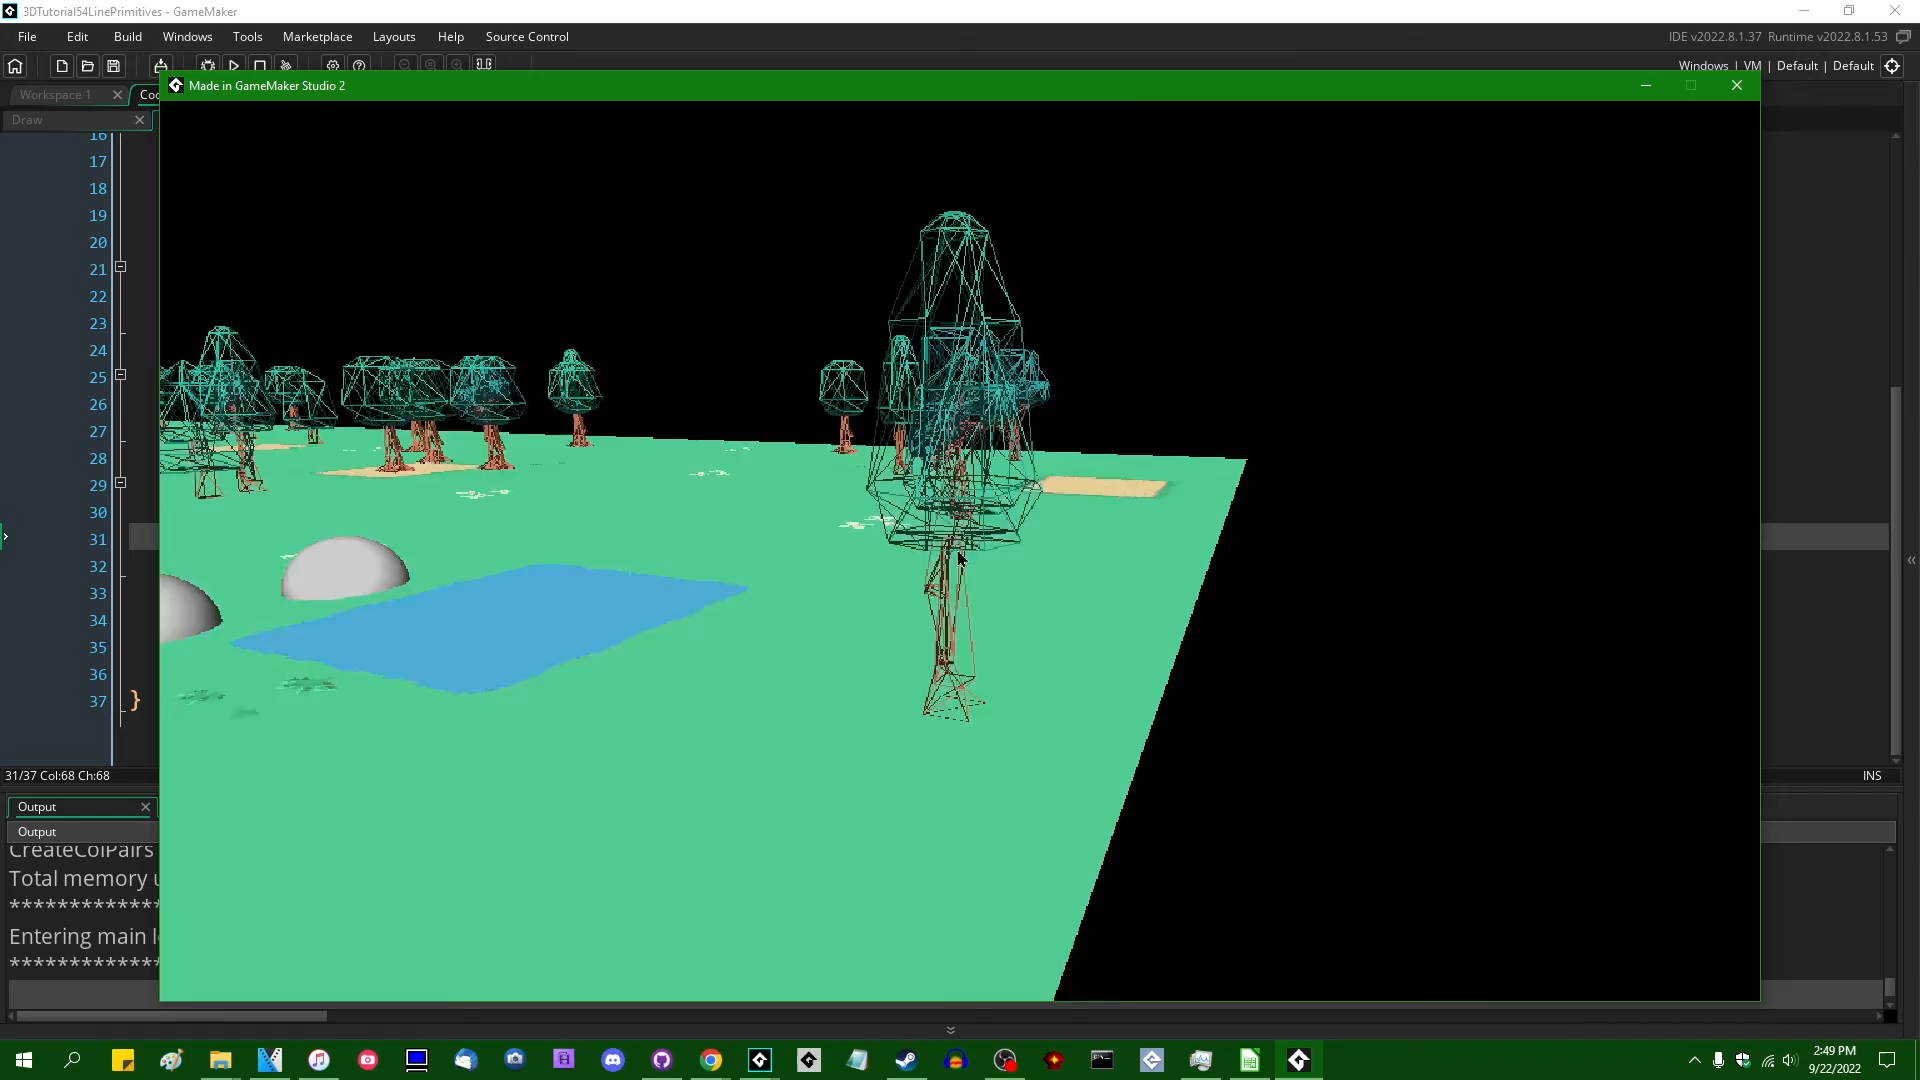 3DTutorial54LinePrimitives - GameMaker
File Edit Build Windows Tools Marketplace Layouts Help Source Control
IDE v2022.8.1.37 Runtime v2022.8.1.53
Windows | VM | Default | Default
Workspace 1
Made in GameMaker Studio 2
Draw
16
17
18
19
20
21
22
23
24
25
26
27
28
29
30
31
32
33
34
35
36
37 }
31/37 Col:68 Ch:68
INS
Output
Output
CreateColPairs
Total memory
*************
Entering main
*************
2:49 PM
9/22/2022